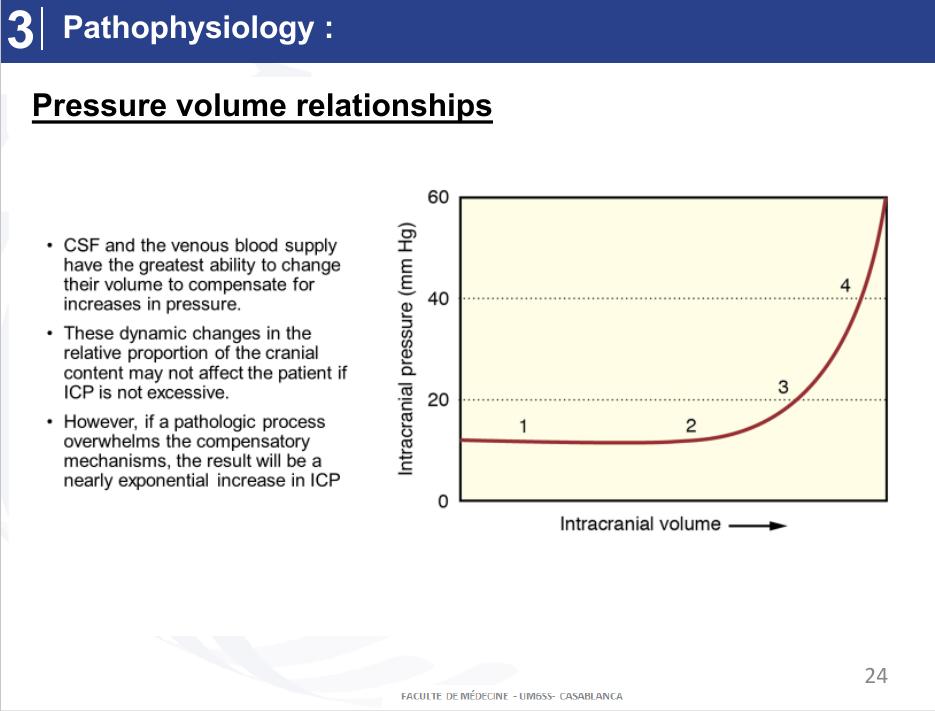 3 Pathophysiology :
Pressure volume relationships
• CSF and the venous blood supply
have the greatest ability to change
their volume to compensate for
increases in pressure.
• These dynamic changes in the
relative proportion of the cranial
content may not affect the patient if
ICP is not excessive.
• However, if a pathologic process
overwhelms the compensatory
mechanisms, the result will be a
nearly exponential increase in ICP
Intracranial pressure (mm Hg)
60
40
20
0
1
2
3
4
Intracranial volume
24
FACULTE DE MÉDECINE - UM6SS- CASABLANCA